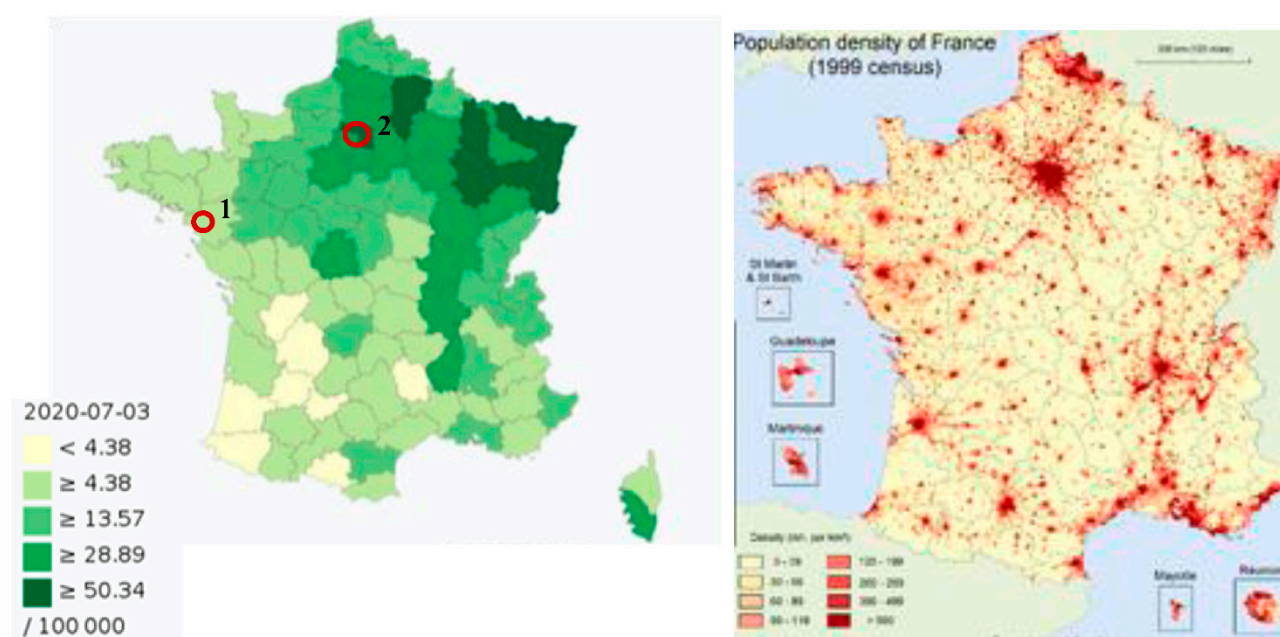 1
2
2020-07-03
< 4.38
≥ 4.38
≥ 13.57
≥ 28.89
≥ 50.34
/ 100 000
Population density of France
(1999 census)
St Martin
& St Barth
Guadeloupe
Martinique
Mayotte
Réunion